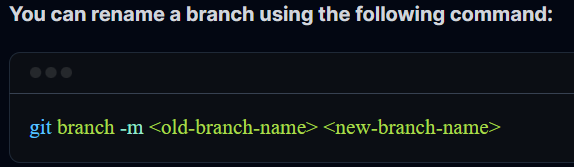 You can rename a branch using the following command:
git branch -m <old-branch-name> <new-branch-name>